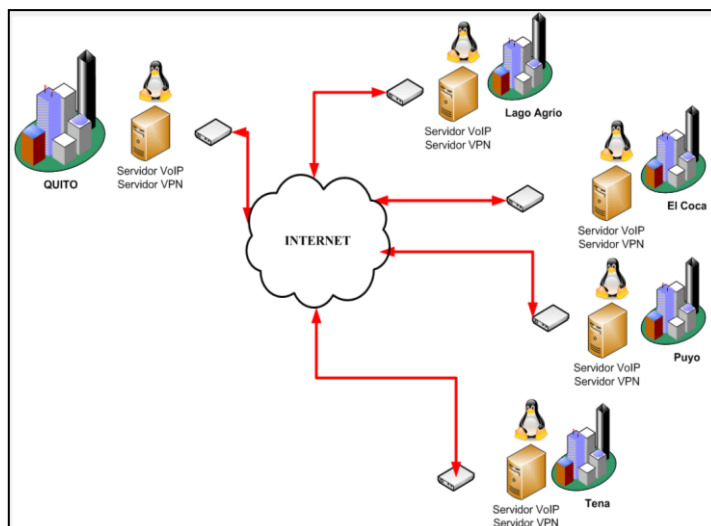 Servidor VoIP
Servidor VPN
Lago Agrio
QUITO
Servidor VoIP
Servidor VPN
El Coca
Servidor VoIP
Servidor VPN
INTERNET
Puyo
Servidor VoIP
Servidor VPN
Tena
Servidor VoIP
Servidor VPN